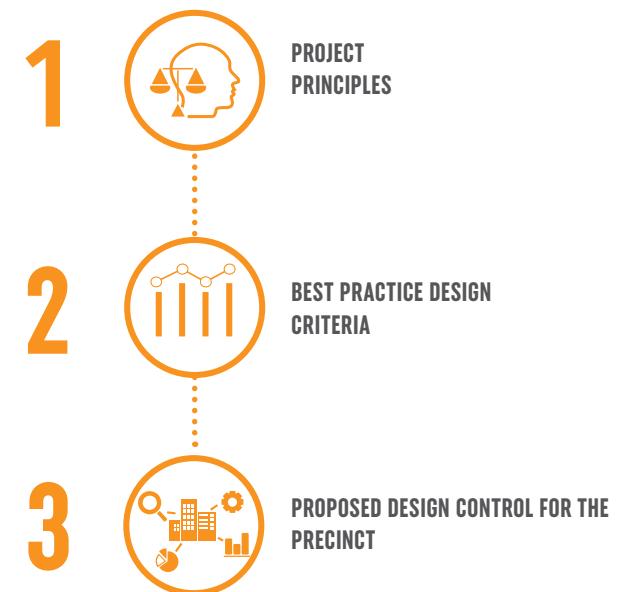 1
PROJECT
PRINCIPLES
2
BEST PRACTICE DESIGN
CRITERIA
3
PROPOSED DESIGN CONTROL FOR THE
PRECINCT